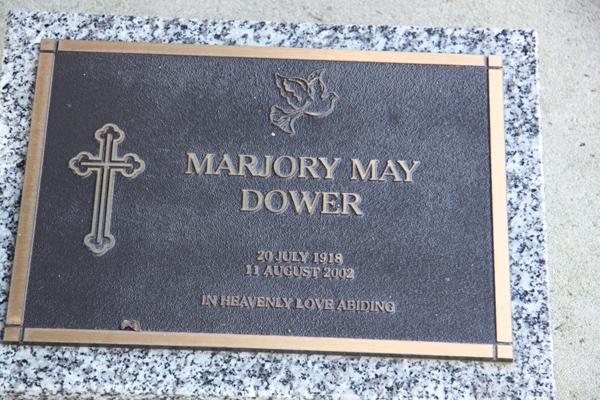 MARJORY MAY
DOWER
20 JULY 1918
11 AUGUST 2002
IN HEAVENLY LOVE ABIDING